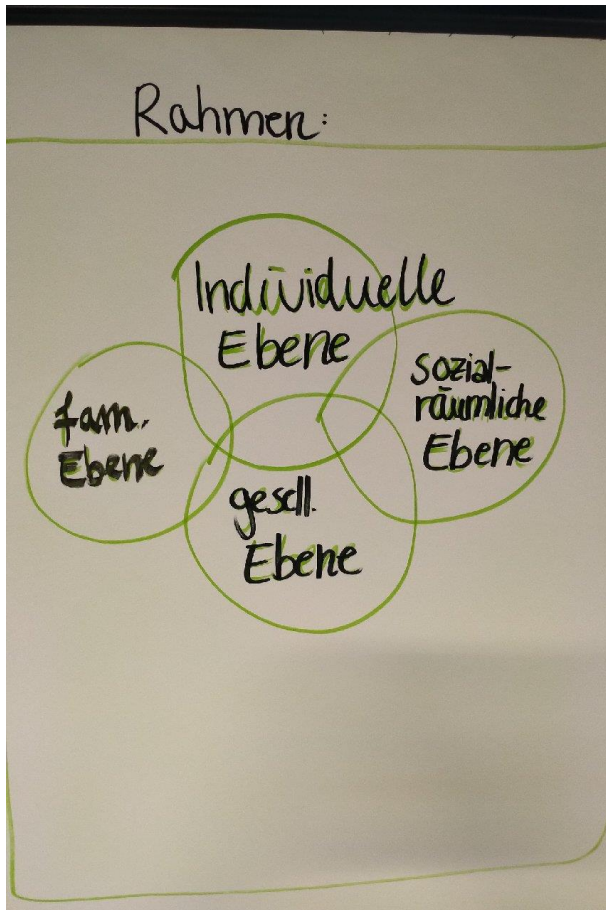 Rahmen:
Individuelle
Ebene
sozial-
räumliche
Ebene
fam.
Ebene
gesell.
Ebene